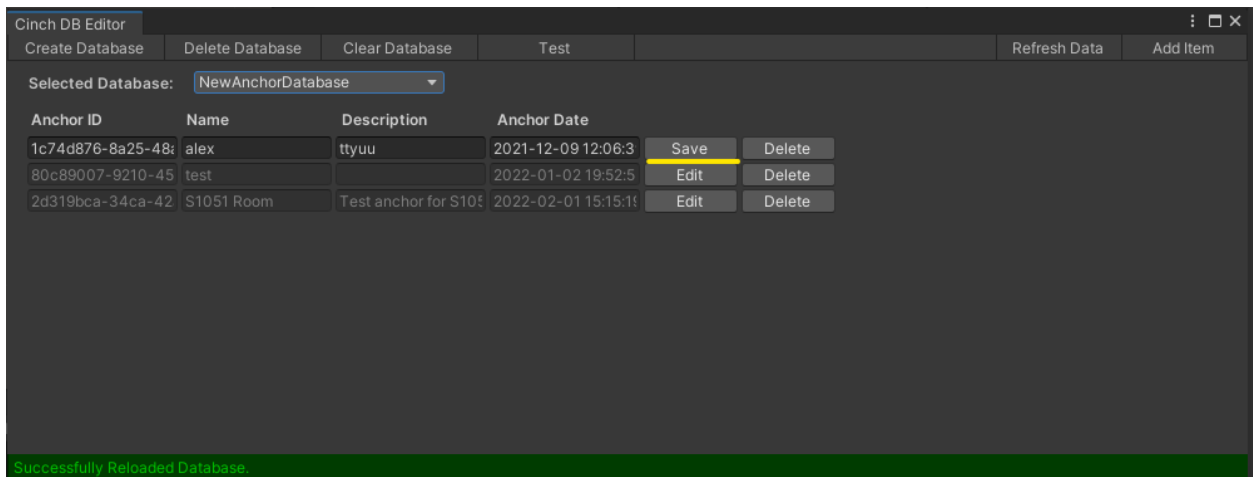 Cinch DB Editor
Create Database Delete Database Clear Database Test Refresh Data Add Item
Selected Database: NewAnchorDatabase
Anchor ID Name Description Anchor Date
1c74d876-8a25-48a alex ttyuu 2021-12-09 12:06:3 Save Delete
80c89007-9210-45 test 2022-01-02 19:52:5 Edit Delete
2d319bca-34ca-42 S1051 Room Test anchor for S105 2022-02-01 15:15:19 Edit Delete
Successfully Reloaded Database.